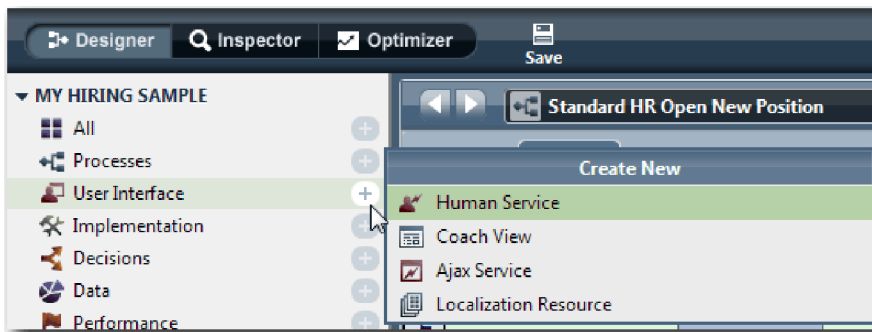 Designer Inspector Optimizer
Save
MY HIRING SAMPLE
All
Processes
User Interface
Implementation
Decisions
Data
Performance
Standard HR Open New Position
Create New
Human Service
Coach View
Ajax Service
Localization Resource